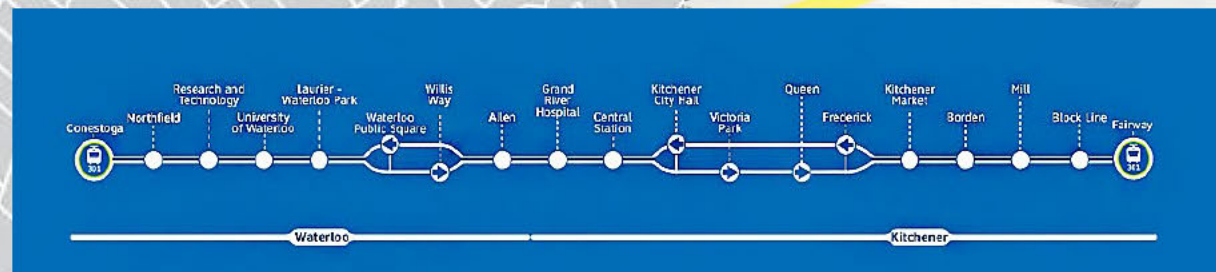 Conestoga
301
Northfield
Research and
Technology
University
of Waterloo
Laurier –
Waterloo Park
Waterloo
Public Square
Willis
Way
Allen
Grand
River
Hospital
Central
Station
Kitchener
City Hall
Victoria
Park
Queen
Frederick
Kitchener
Market
Borden
Mill
Block Line
Fairway
301
Waterloo
Kitchener